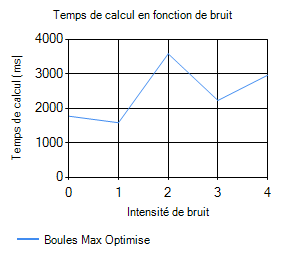 Temps de calcul en fonction de bruit
Temps de calcul (ms)
4000
3000
2000
1000
0
0 1 2 3 4
Intensité de bruit
Boules Max Optimise